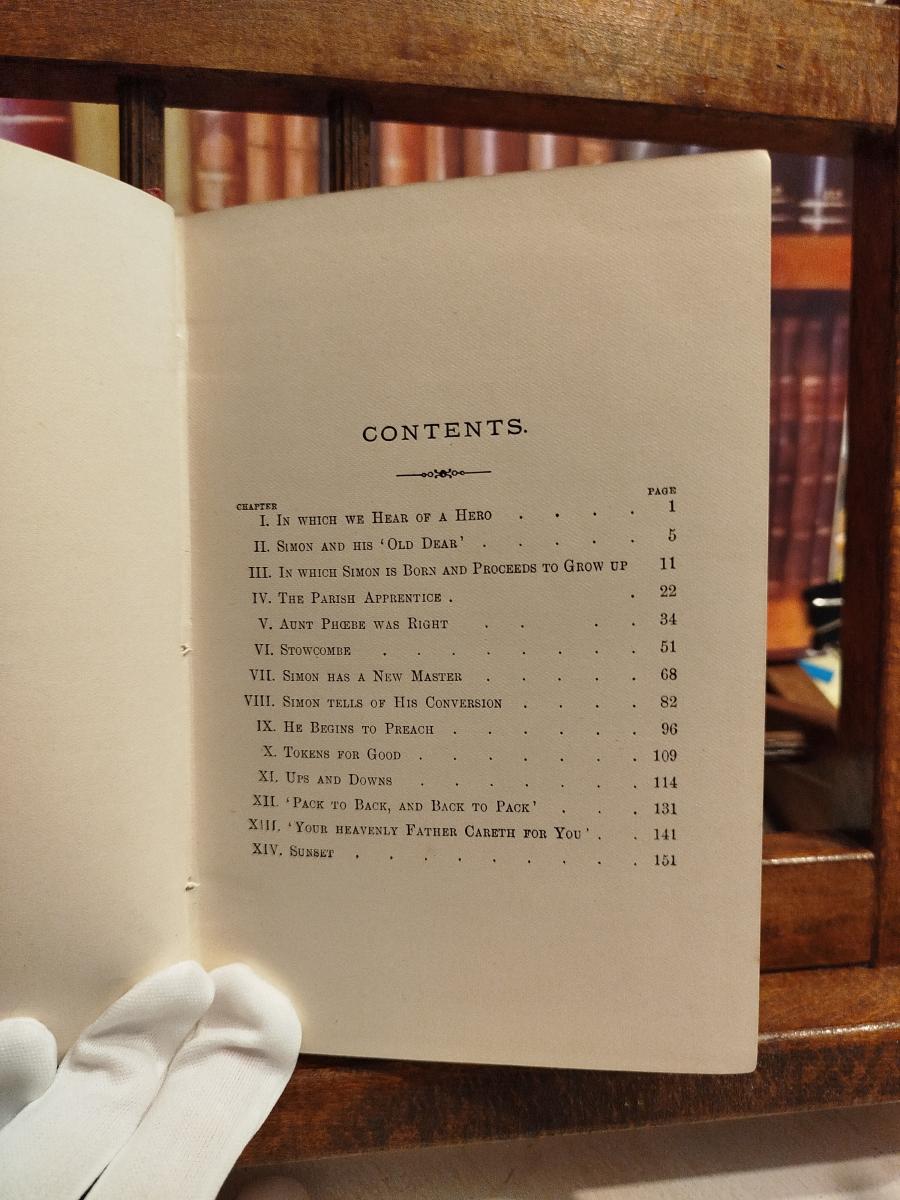 CONTENTS.
CHAPTER PAGE
I. IN WHICH WE HEAR OF A HERO . . . . 1
II. SIMON AND HIS ‘OLD DEAR’ . . . . . 5
III. IN WHICH SIMON IS BORN AND PROCEEDS TO GROW UP 11
IV. THE PARISH APPRENTICE . . 22
V. AUNT PHŒBE WAS RIGHT . . . . 34
VI. STOWCOMBE . . . . . . . 51
VII. SIMON HAS A NEW MASTER . . . . . 68
VIII. SIMON TELLS OF HIS CONVERSION . . . . 82
IX. HE BEGINS TO PREACH . . . . . . 96
X. TOKENS FOR GOOD . . . . . . . 109
XI. UPS AND DOWNS . . . . . . . 114
XII. ‘PACK TO BACK, AND BACK TO PACK’ . . . 131
XIII. ‘YOUR HEAVENLY FATHER CARETH FOR YOU’ . . 141
XIV. SUNSET . . . . . . . . . 151